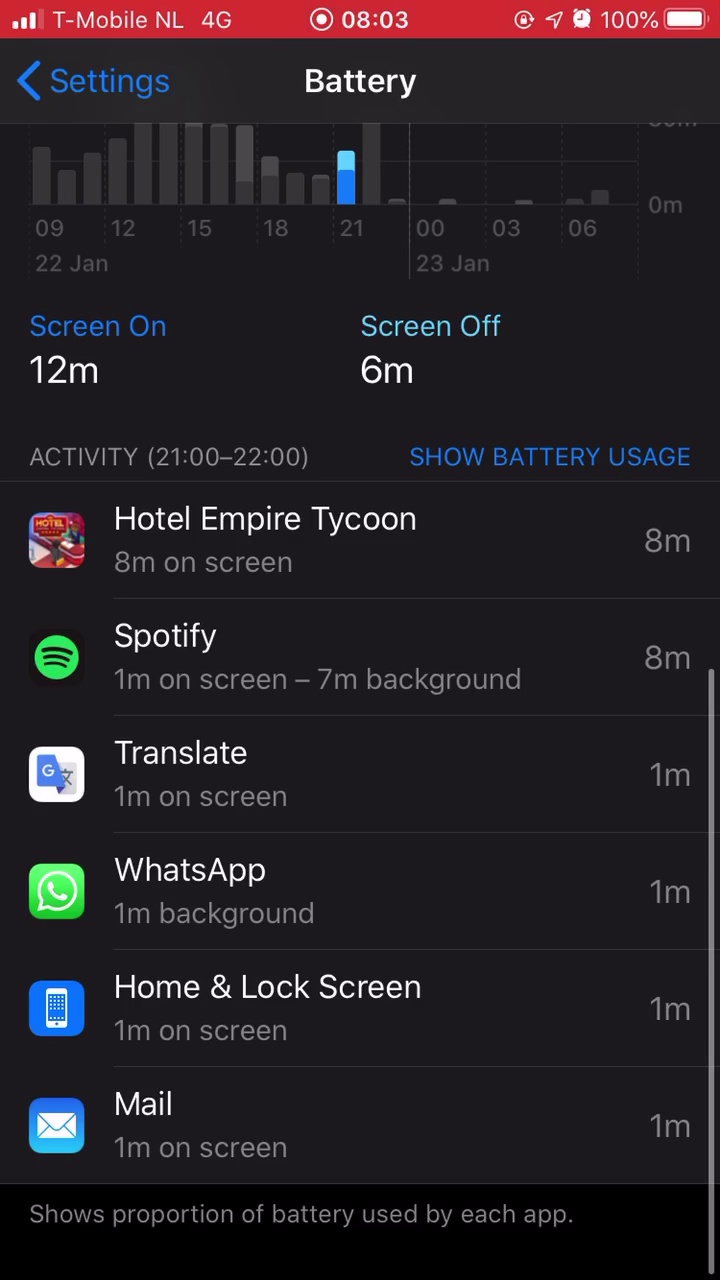 T-Mobile NL 4G 08:03 100%
Settings Battery
0m
09 12 15 18 21 00 03 06
22 Jan 23 Jan
Screen On Screen Off
12m 6m
ACTIVITY (21:00–22:00) SHOW BATTERY USAGE
Hotel Empire Tycoon
8m on screen
8m
Spotify
1m on screen – 7m background
8m
Translate
1m on screen
1m
WhatsApp
1m background
1m
Home & Lock Screen
1m on screen
1m
Mail
1m on screen
1m
Shows proportion of battery used by each app.